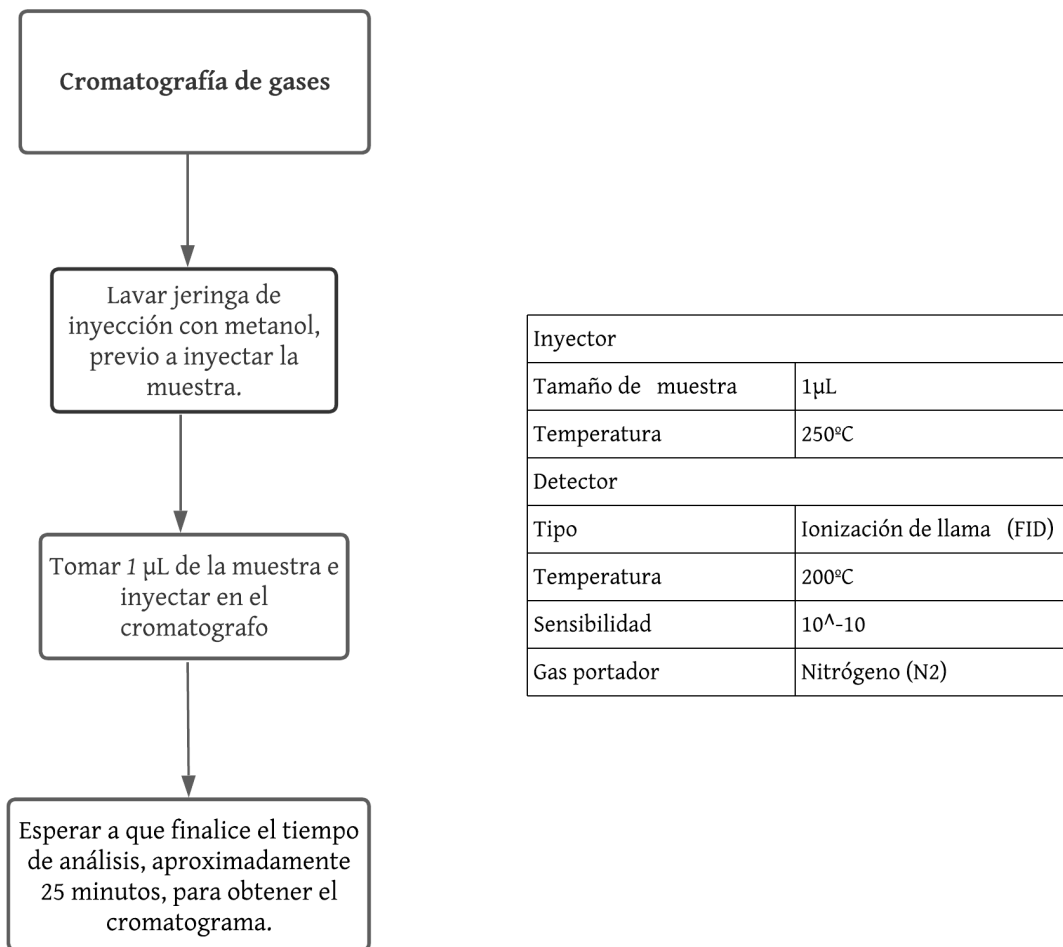 Cromatografía de gases
Lavar jeringa de
inyección con metanol,
previo a inyectar la
muestra.
Tomar 1 µL de la muestra e
inyectar en el
cromatografo
Esperar a que finalice el tiempo
de análisis, aproximadamente
25 minutos, para obtener el
cromatograma.
Inyector
Tamaño de muestra 1µL
Temperatura 250ºC
Detector
Tipo Ionización de llama (FID)
Temperatura 200ºC
Sensibilidad 10^-10
Gas portador Nitrógeno (N2)